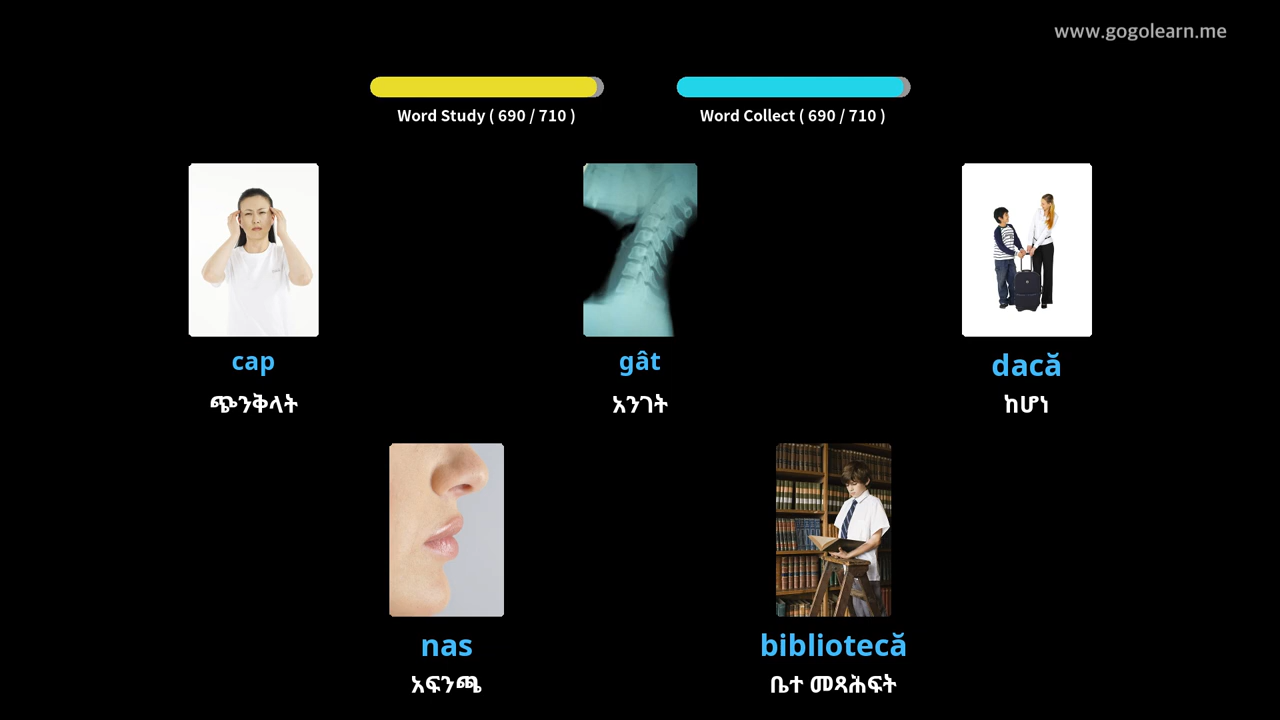 www.gogolearn.me
Word Study ( 690 / 710 )
Word Collect ( 690 / 710 )
cap
ጭንቅላት
gât
አንገት
dacă
ከሆነ
nas
አፍንጫ
bibliotecă
ቤተ መጻሕፍት